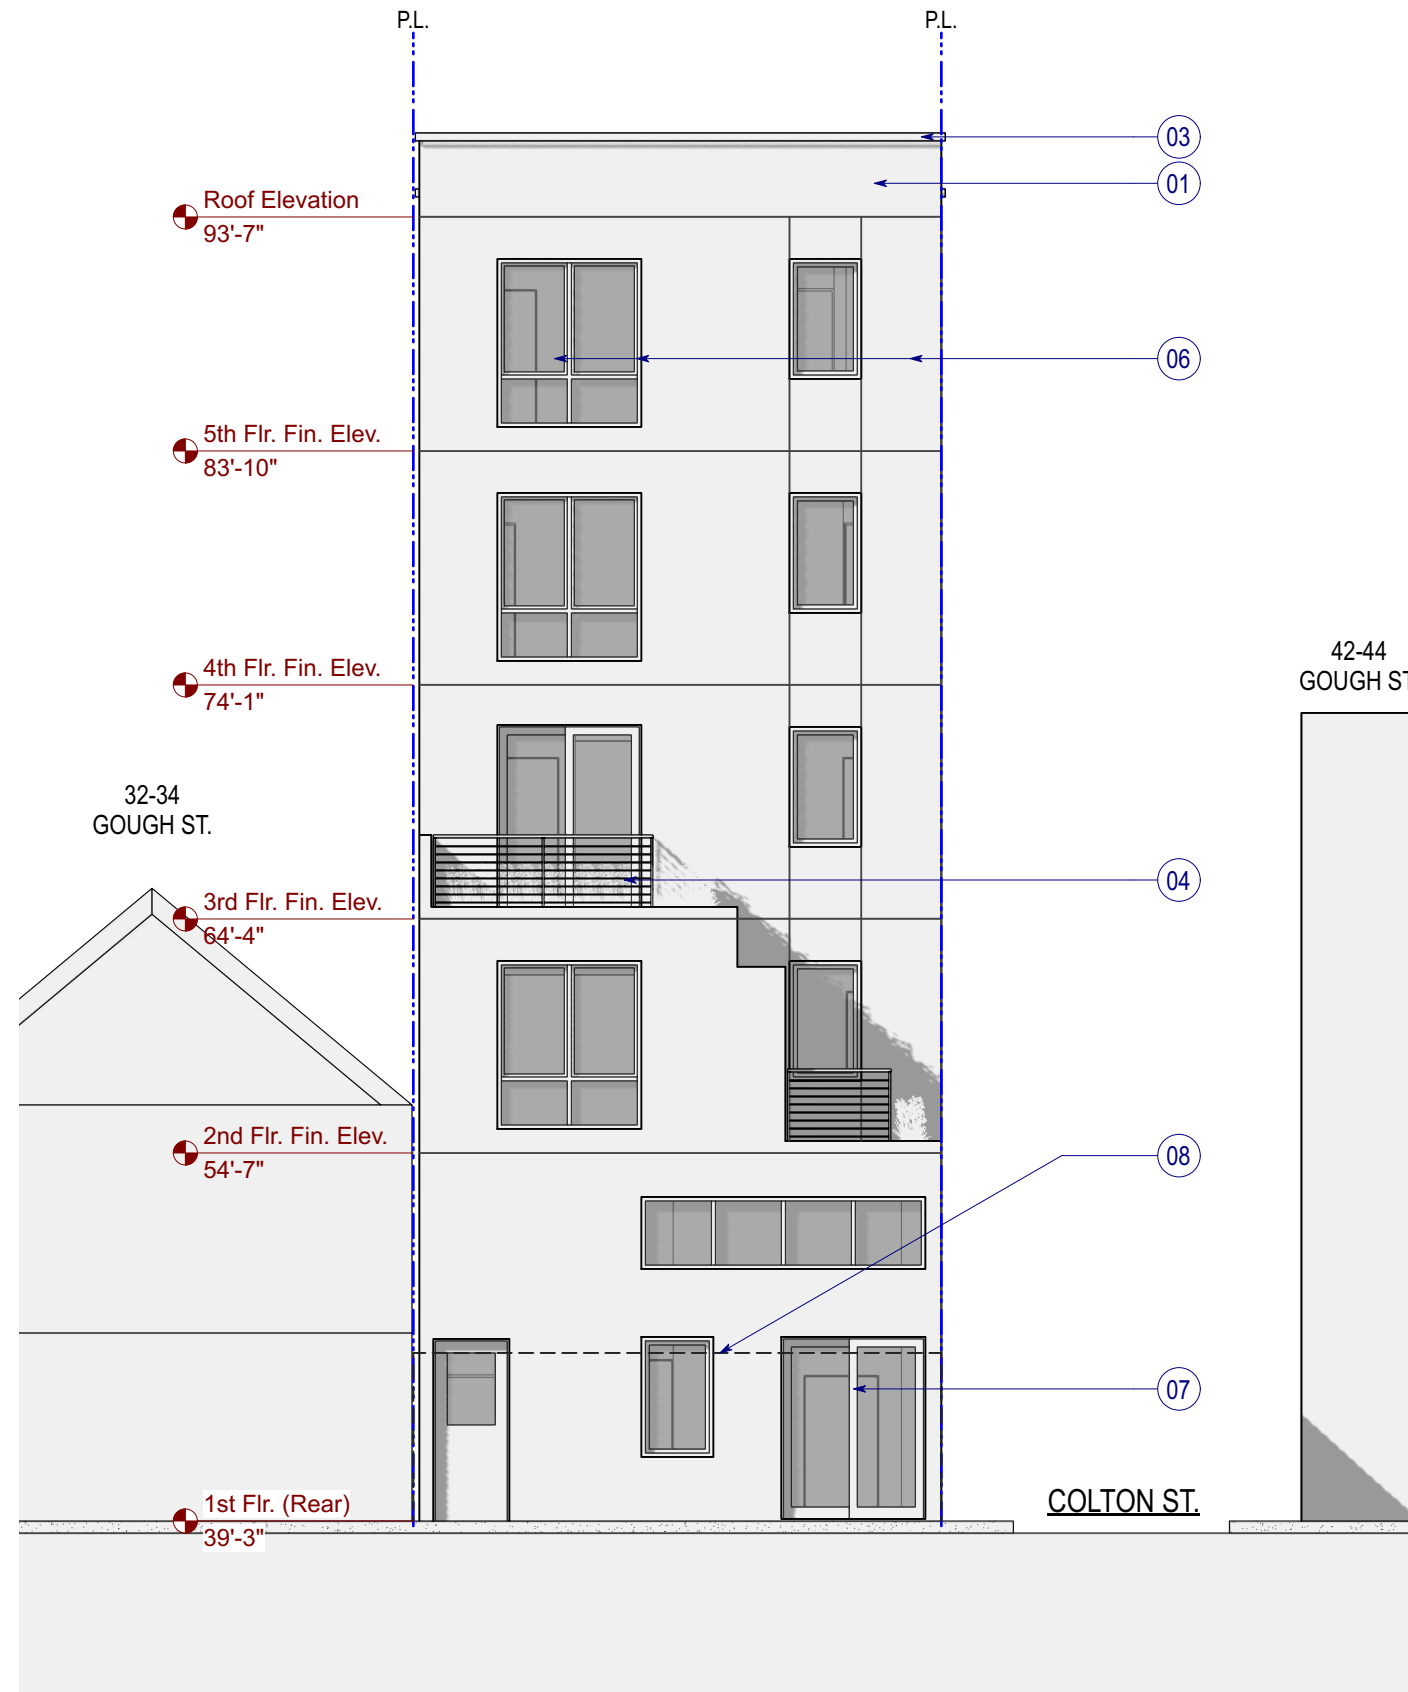 P.L.
P.L.
03
01
Roof Elevation
93'-7"
06
5th Flr. Fin. Elev.
83'-10"
42-44
GOUGH ST
4th Flr. Fin. Elev.
74'-1"
32-34
GOUGH ST.
04
3rd Flr. Fin. Elev.
64'-4"
2nd Flr. Fin. Elev.
54'-7"
08
07
COLTON ST.
1st Flr. (Rear)
39'-3"